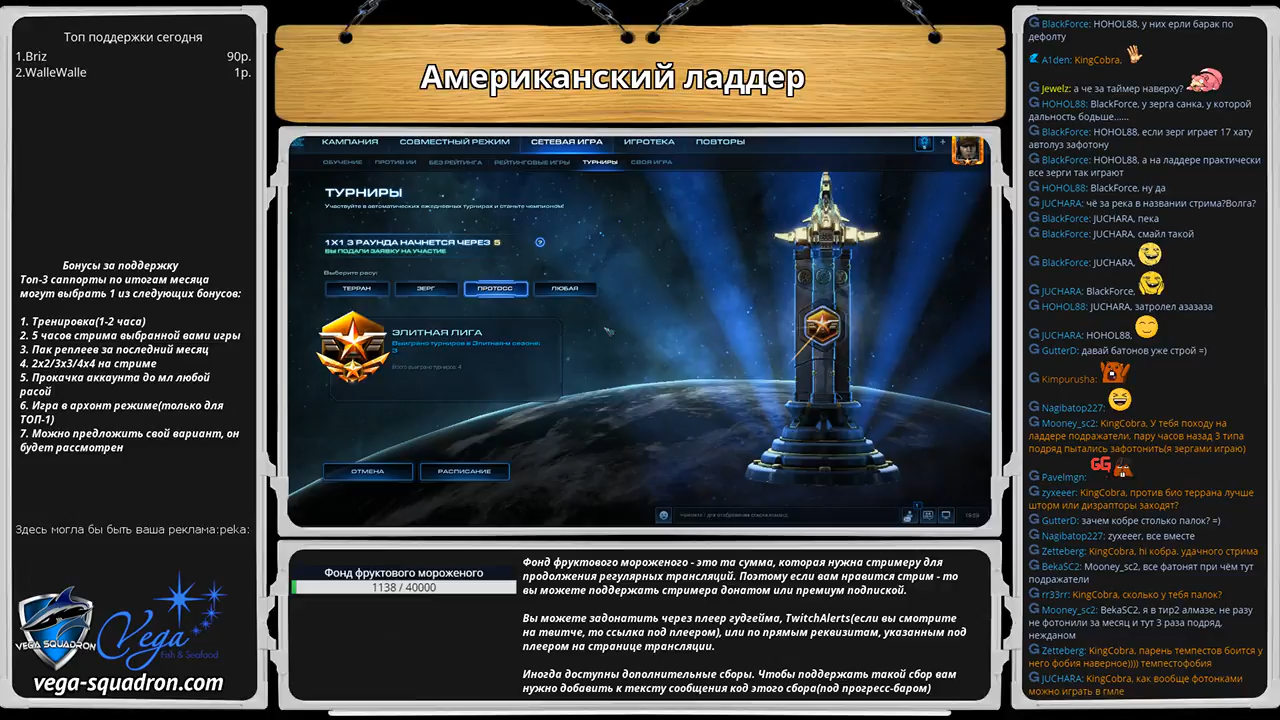 Топ поддержки сегодня
1.Briz 90р.
2.WalleWalle 1р.
Бонусы за поддержку
Топ-3 саппорты по итогам месяца
могут выбрать 1 из следующих бонусов:
1. Тренировка(1-2 часа)
2. 5 часов стрима выбранной вами игры
3. Пак реплеев за последний месяц
4. 2х2/3х3/4х4 на стриме
5. Прокачка аккаунта до мл любой
расой
6. Игра в архонт режиме(только для
ТОП-1)
7. Можно предложить свой вариант, он
будет рассмотрен
Здесь могла бы быть ваша реклама:peka:
VEGA SQUADRON
Vega
Fish & Seafood
vega-squadron.com
Американский ладдер
КАМПАНИЯ СОВМЕСТНЫЙ РЕЖИМ СЕТЕВАЯ ИГРА ИГРОТЕКА ПОВТОРЫ
ОБУЧЕНИЕ ПРОТИВ ИИ БЕЗ РЕЙТИНГА РЕЙТИНГОВЫЕ ИГРЫ ТУРНИРЫ СВОЯ ИГРА
ТУРНИРЫ
Участвуйте в автоматических ежедневных турнирах и станьте чемпионом!
1X1 3 РАУНДА НАЧНЕТСЯ ЧЕРЕЗ 5
ВЫ ПОДАЛИ ЗАЯВКУ НА УЧАСТИЕ
Выберите расу:
ТЕРРАН ЗЕРГ ПРОТОСС ЛЮБАЯ
ЭЛИТНАЯ ЛИГА
Выиграно турниров в Элитном сезоне:
3
Всего выиграно турниров: 4
ОТМЕНА РАСПИСАНИЕ
19:59
Фонд фруктового мороженого
1138 / 40000
Фонд фруктового мороженого - это та сумма, которая нужна стримеру для
продолжения регулярных трансляций. Поэтому если вам нравится стрим - то
вы можете поддержать стримера донатом или премиум подпиской.
Вы можете задонатить через плеер гудгейма, TwitchAlerts(если вы смотрите
на твитче, то ссылка под плеером), или по прямым реквизитам, указанным под
плеером на странице трансляции.
Иногда доступны дополнительные сборы. Чтобы поддержать такой сбор вам
нужно добавить к тексту сообщения код этого сбора(под прогресс-баром)
BlackForce: HOHOL88, у них ерли барак по
дефолту
A1den: KingCobra,
Jewelz: а че за таймер наверху?
HOHOL88: BlackForce, у зерга санка, у которой
дальность бодьше......
BlackForce: HOHOL88, если зерг играет 17 хату
автолуз зафотону
BlackForce: HOHOL88, а на ладдере практически
все зерги так играют
HOHOL88: BlackForce, ну да
JUCHARA: чё за река в названии стрима?Волга?
BlackForce: JUCHARA, пека
BlackForce: JUCHARA, смайл такой
BlackForce: JUCHARA,
JUCHARA: BlackForce,
HOHOL88: JUCHARA, затролел азазаза
JUCHARA: HOHOL88,
GutterD: давай батонов уже строй =)
Kimpurusha:
Nagibatop227:
Mooney_sc2: KingCobra, У тебя походу на
ладдере подражатели, пару часов назад 3 типа
подряд пытались зафотонить(я зергами играю)
GG
Pavelmgn:
zyxeeer: KingCobra, против био террана лучше
шторм или дизрапторы заходят?
GutterD: зачем кобре столько палок? =)
Nagibatop227: zyxeeer, все вместе
Zetteberg: KingCobra, hi кобра, удачного стрима
BekaSC2: Mooney_sc2, все фатонят при чём тут
подражатели
rr33rr: KingCobra, сколько у тебя палок?
Mooney_sc2: BekaSC2, я в тир2 алмазе, не разу
не фотонили за месяц и тут 3 раза подряд,
нежданом
Zetteberg: KingCobra, парень темпестов боится у
него фобия наверное)))) темпестофобия
JUCHARA: KingCobra, как вообще фотонками
можно играть в гмле